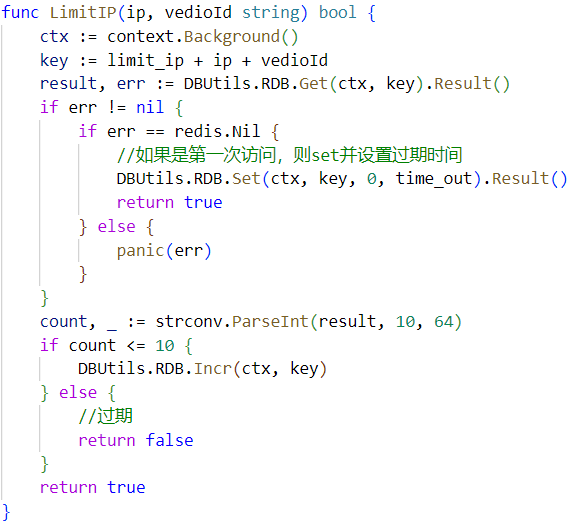 func LimitIP(ip, vedioId string) bool {
    ctx := context.Background()
    key := limit_ip + ip + vedioId
    result, err := DBUtils.RDB.Get(ctx, key).Result()
    if err != nil {
        if err == redis.Nil {
            //如果是第一次访问，则set并设置过期时间
            DBUtils.RDB.Set(ctx, key, 0, time_out).Result()
            return true
        } else {
            panic(err)
        }
    }
    count, _ := strconv.ParseInt(result, 10, 64)
    if count <= 10 {
        DBUtils.RDB.Incr(ctx, key)
    } else {
        //过期
        return false
    }
    return true
}